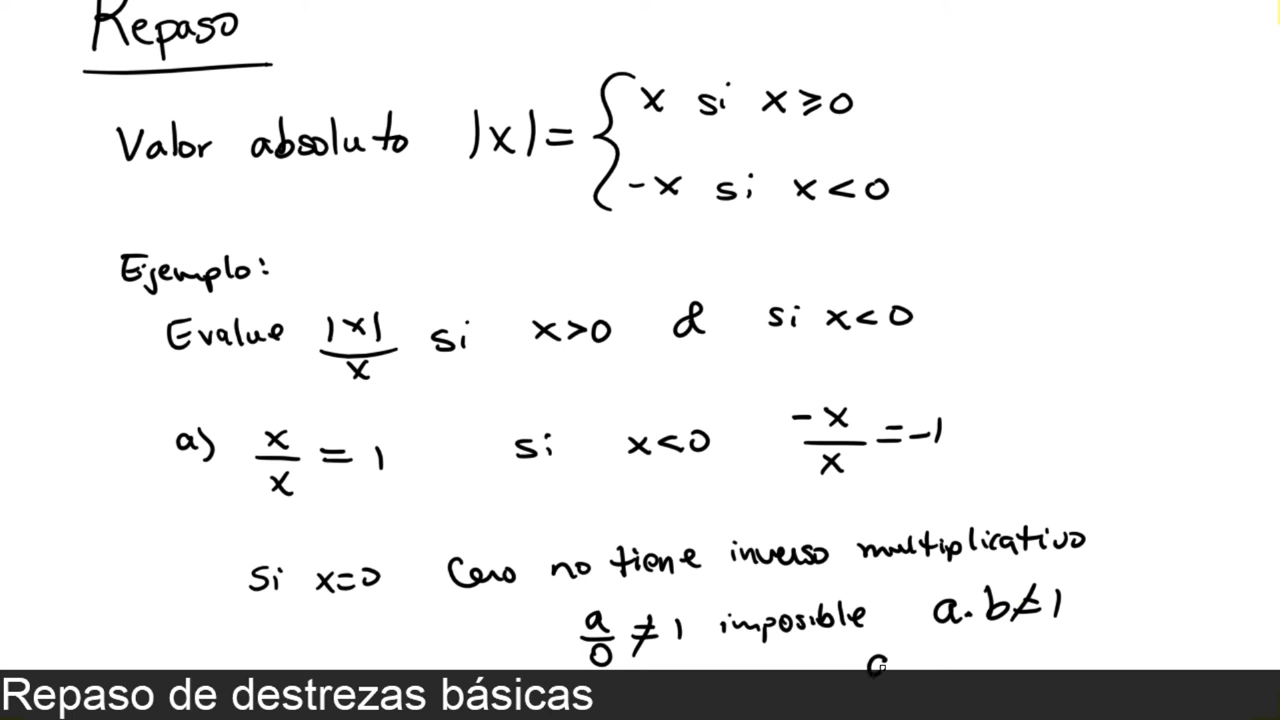 Repaso
Valor absoluto |x| = { x si x ≥ 0
-x si x < 0
Ejemplo:
Evalue |x|/x si x>0 & si x<0
a) x/x = 1 si x<0 -x/x = -1
Si x=0 Cero no tiene inverso multiplicativo
a/0 ≠ 1 imposible a·b≠1
Repaso de destrezas básicas